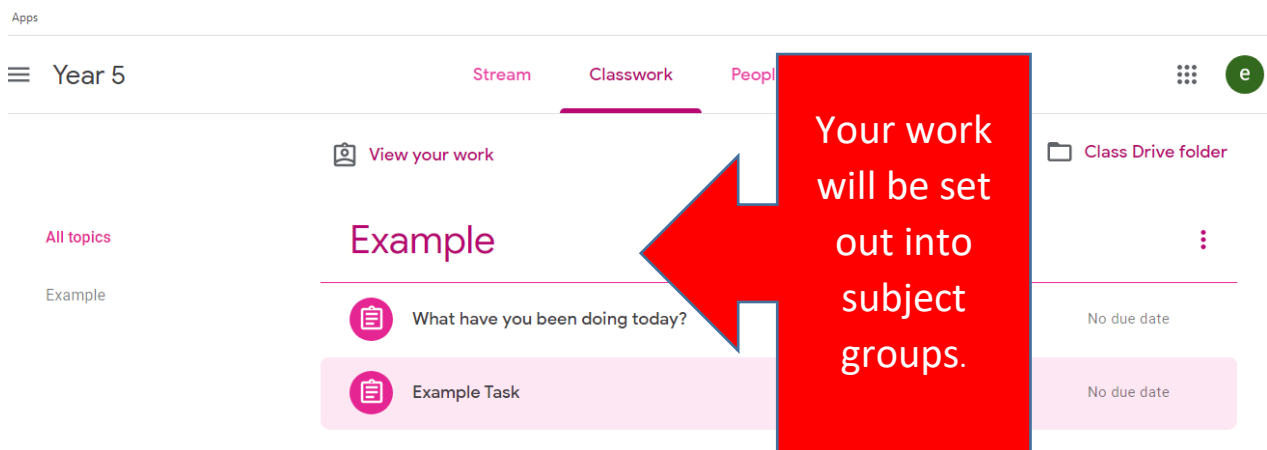 Apps
Year 5
Stream Classwork Peopl
e
View your work
Class Drive folder
Your work
will be set
out into
subject
groups.
All topics
Example
Example
What have you been doing today?
No due date
Example Task
No due date